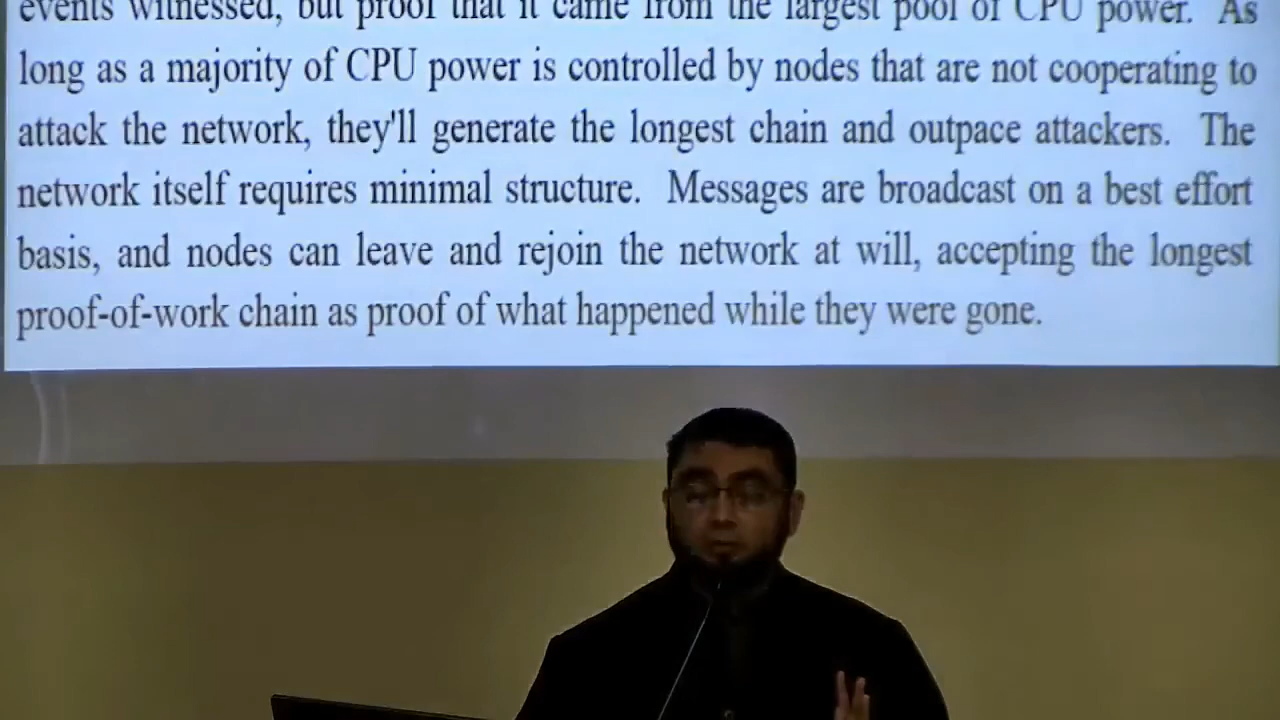 events witnessed, but proof that it came from the largest pool of CPU power. As
long as a majority of CPU power is controlled by nodes that are not cooperating to
attack the network, they'll generate the longest chain and outpace attackers. The
network itself requires minimal structure. Messages are broadcast on a best effort
basis, and nodes can leave and rejoin the network at will, accepting the longest
proof-of-work chain as proof of what happened while they were gone.